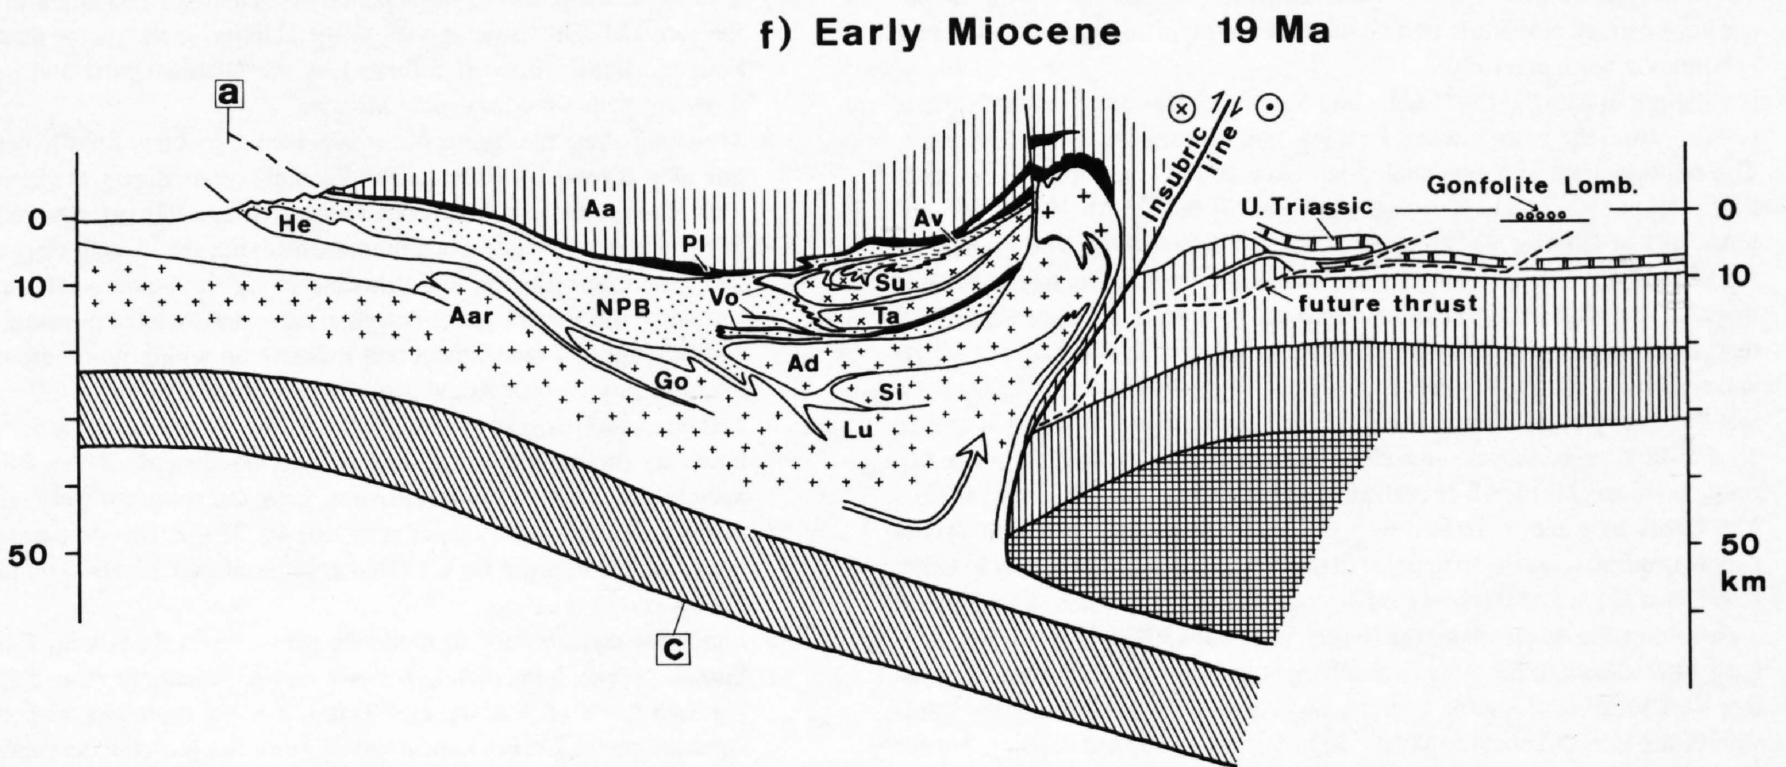 f) Early Miocene 19 Ma
a
Insubric
line
Gonfolite Lomb.
U. Triassic
0
He
Aa
Av
Pl
0
10
NPB
Vo
Su
10
Aar
Ta
future thrust
Ad
Go
Si
Lu
50
50
km
c